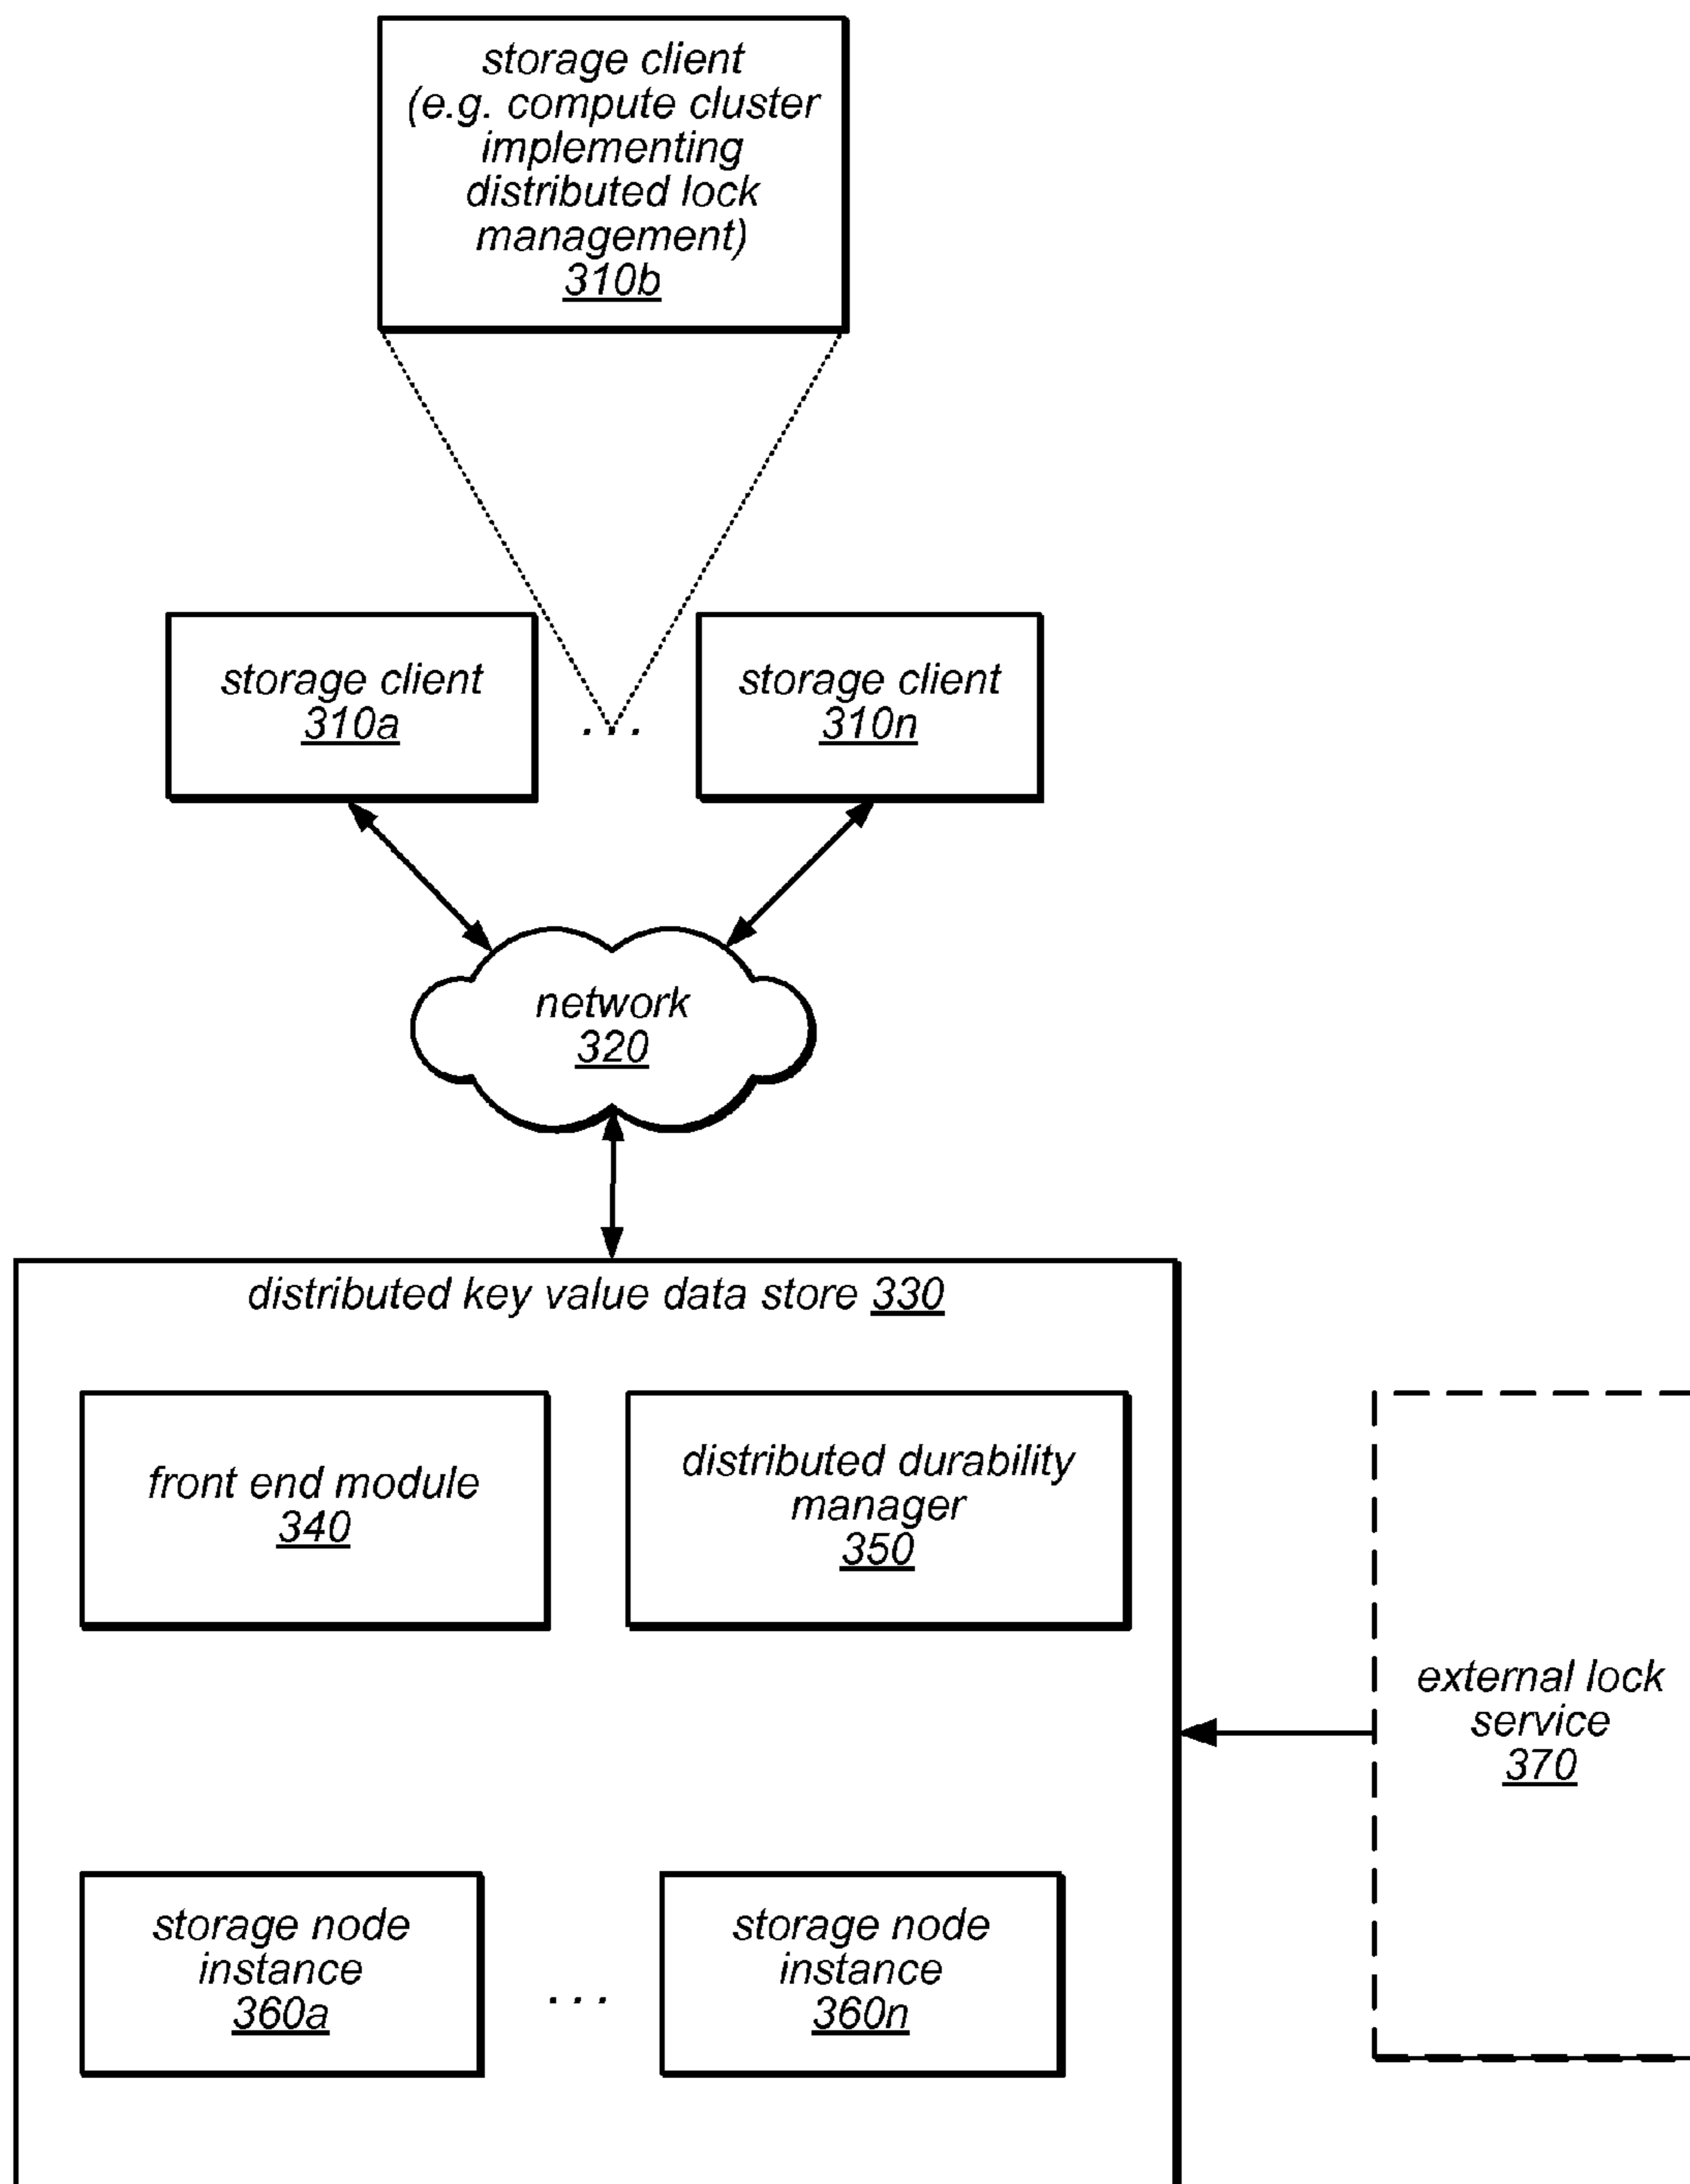 storage client
(e.g. compute cluster
implementing
distributed lock
management)
310b
storage client
310a
...
storage client
310n
network
320
distributed key value data store 330
front end module
340
distributed durability
manager
350
external lock
service
370
storage node
instance
360a
...
storage node
instance
360n